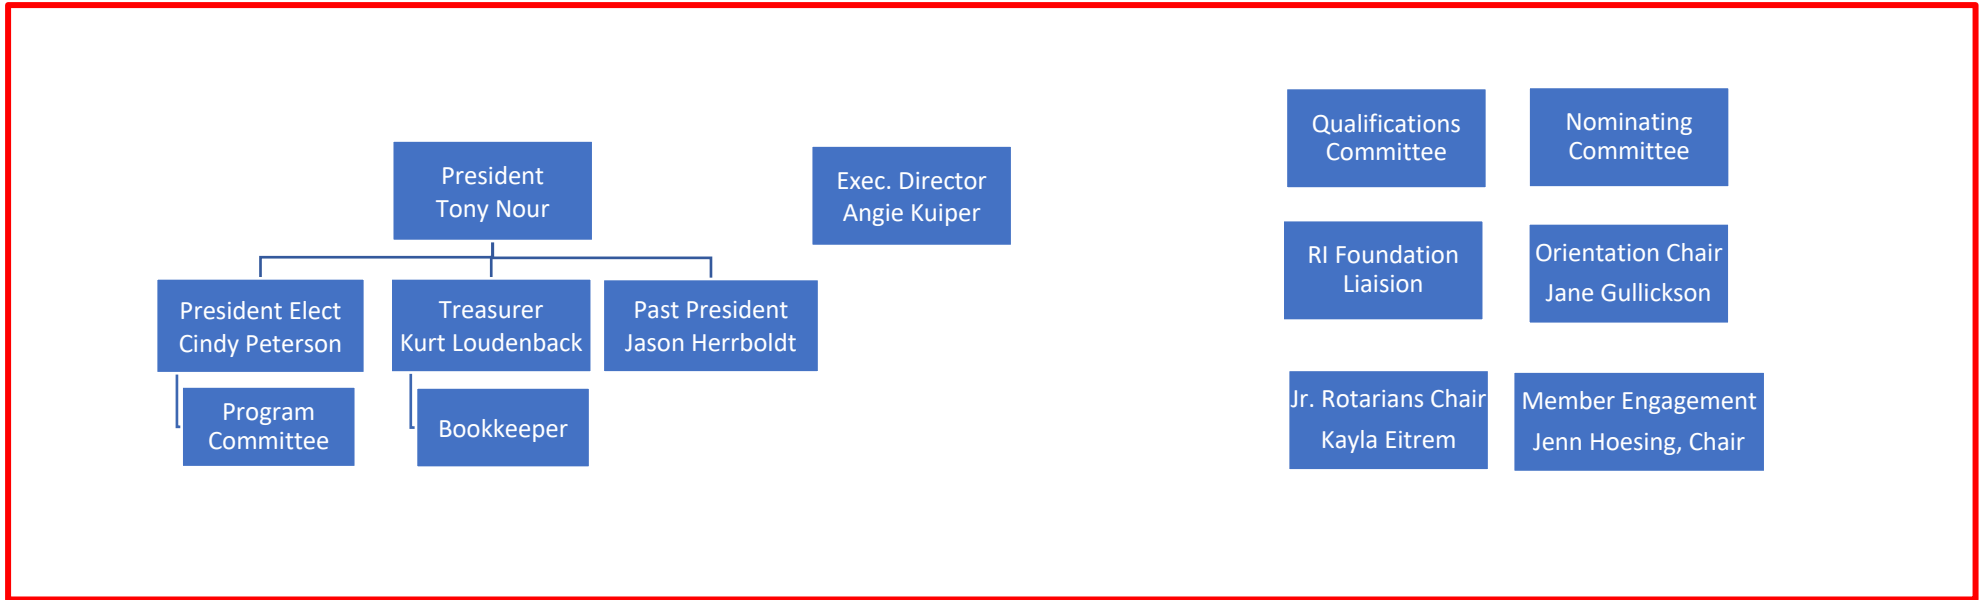 President
Tony Nour
Exec. Director
Angie Kuiper
President Elect
Cindy Peterson
Treasurer
Kurt Loudenback
Past President
Jason Herrboldt
Program
Committee
Bookkeeper
Qualifications
Committee
Nominating
Committee
RI Foundation
Liaision
Orientation Chair
Jane Gullickson
Jr. Rotarians Chair
Kayla Eitrem
Member Engagement
Jenn Hoesing, Chair